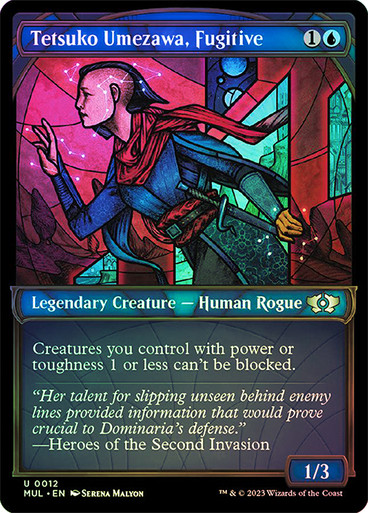 Tetsuko Umezawa, Fugitive 1
Legendary Creature — Human Rogue
Creatures you control with power or
toughness 1 or less can't be blocked.
“Her talent for slipping unseen behind enemy
lines provided information that would prove
crucial to Dominaria's defense.”
—Heroes of the Second Invasion
1/3
U 0012
MUL • EN Serena Malyon ™ & © 2023 Wizards of the Coast